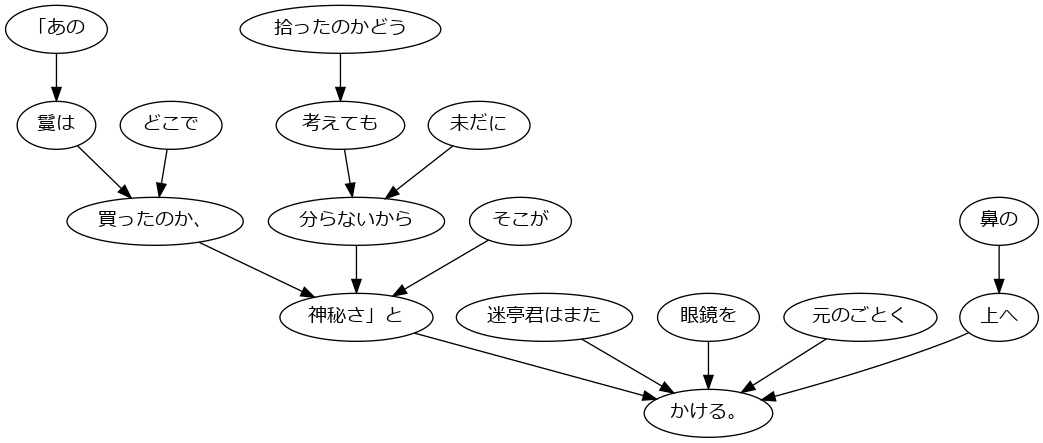 「あの
拾ったのかどう
鬘は
どこで
考えても
未だに
買ったのか、
分らないから
そこが
鼻の
神秘さ」と
迷亭君はまた
眼鏡を
元のごとく
上へ
かける。